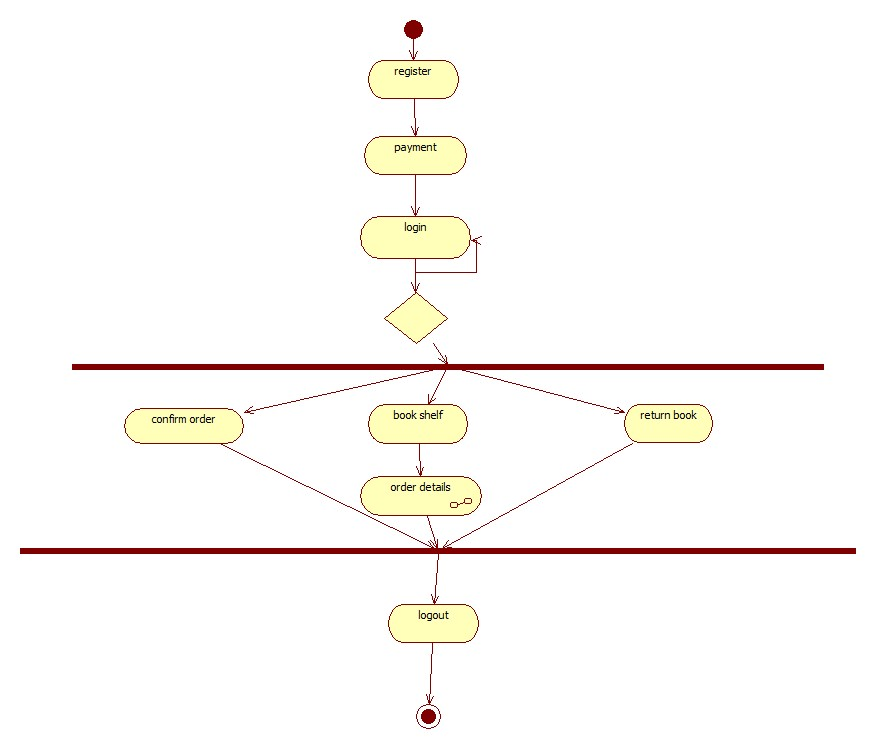 register
payment
login
confirm order
book shelf
return book
order details
logout